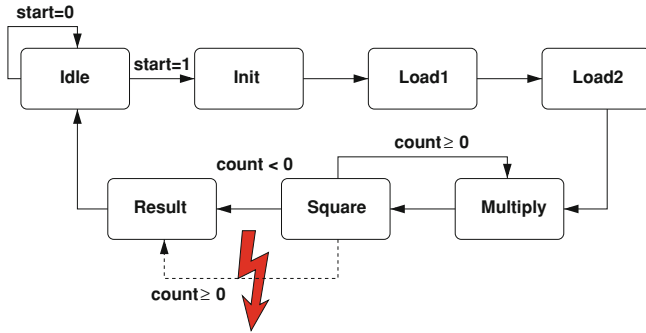 start=0
start=1
Idle
Init
Load1
Load2
count ≥ 0
count < 0
Result
Square
Multiply
count ≥ 0